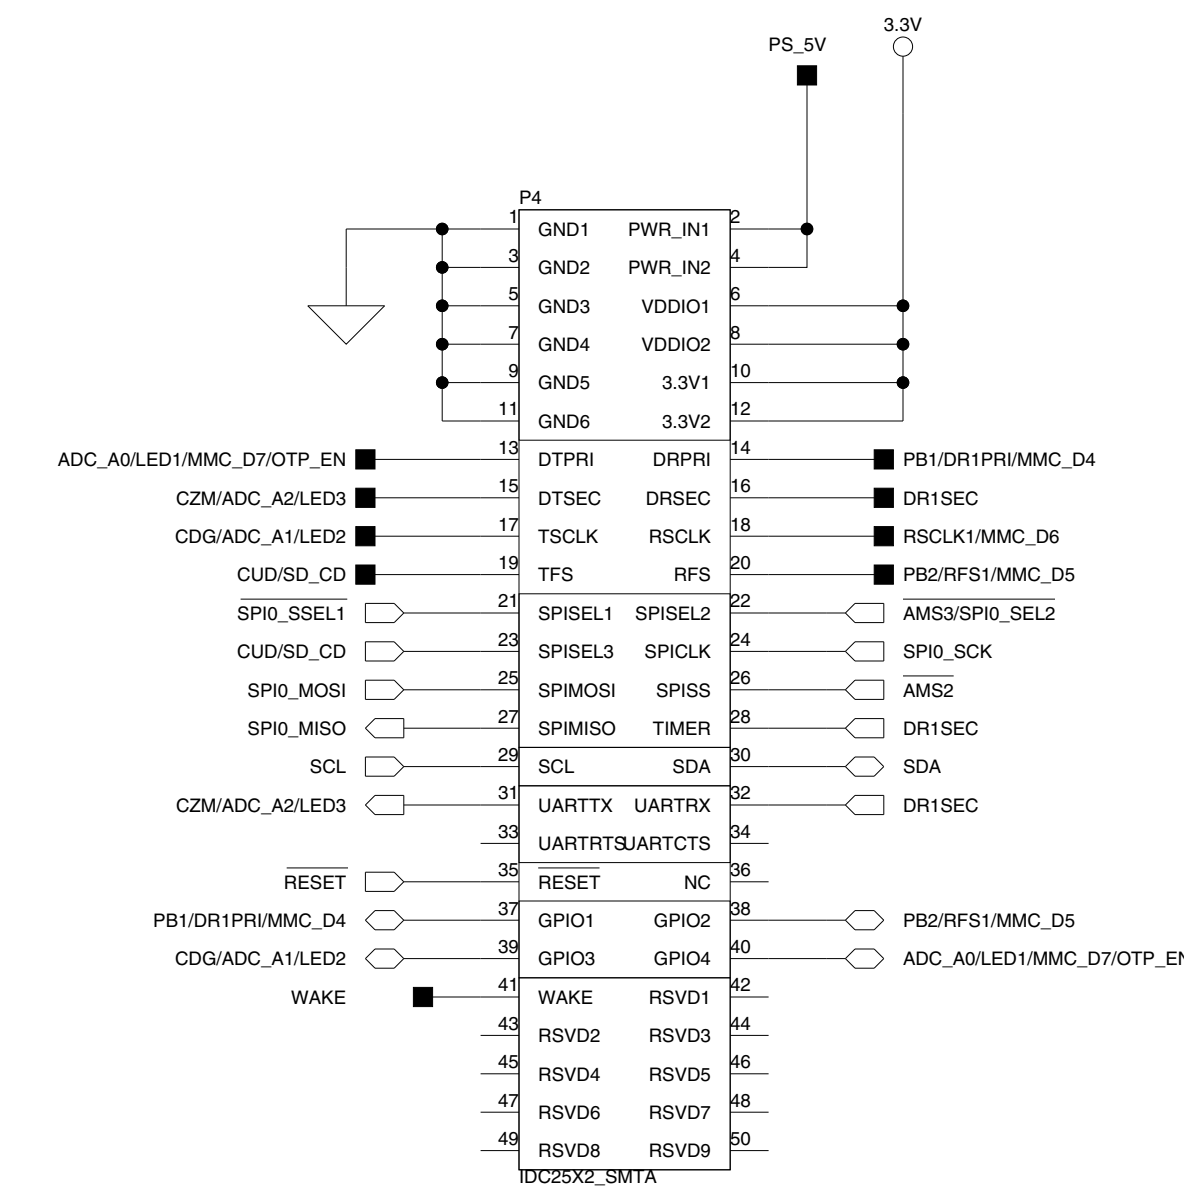 3.3V
PS_5V
P4
1 GND1 PWR_IN1 2
3 GND2 PWR_IN2 4
5 GND3 VDDIO1 6
7 GND4 VDDIO2 8
9 GND5 3.3V1 10
11 GND6 3.3V2 12
ADC_A0/LED1/MMC_D7/OTP_EN 13 DTPRI DRPRI 14 PB1/DR1PRI/MMC_D4
CZM/ADC_A2/LED3 15 DTSEC DRSEC 16 DR1SEC
CDG/ADC_A1/LED2 17 TSCLK RSCLK 18 RSCLK1/MMC_D6
CUD/SD_CD 19 TFS RFS 20 PB2/RFS1/MMC_D5
SPI0_SSEL1 21 SPISEL1 SPISEL2 22 AMS3/SPI0_SEL2
CUD/SD_CD 23 SPISEL3 SPICLK 24 SPI0_SCK
SPI0_MOSI 25 SPIMOSI SPISS 26 AMS2
SPI0_MISO 27 SPIMISO TIMER 28 DR1SEC
SCL 29 SCL SDA 30 SDA
CZM/ADC_A2/LED3 31 UARTTX UARTRX 32 DR1SEC
33 UARTRTS UARTCTS 34
RESET 35 RESET NC 36
PB1/DR1PRI/MMC_D4 37 GPIO1 GPIO2 38 PB2/RFS1/MMC_D5
CDG/ADC_A1/LED2 39 GPIO3 GPIO4 40 ADC_A0/LED1/MMC_D7/OTP_EN
WAKE 41 WAKE RSVD1 42
43 RSVD2 RSVD3 44
45 RSVD4 RSVD5 46
47 RSVD6 RSVD7 48
49 RSVD8 RSVD9 50
IDC25X2_SMTA